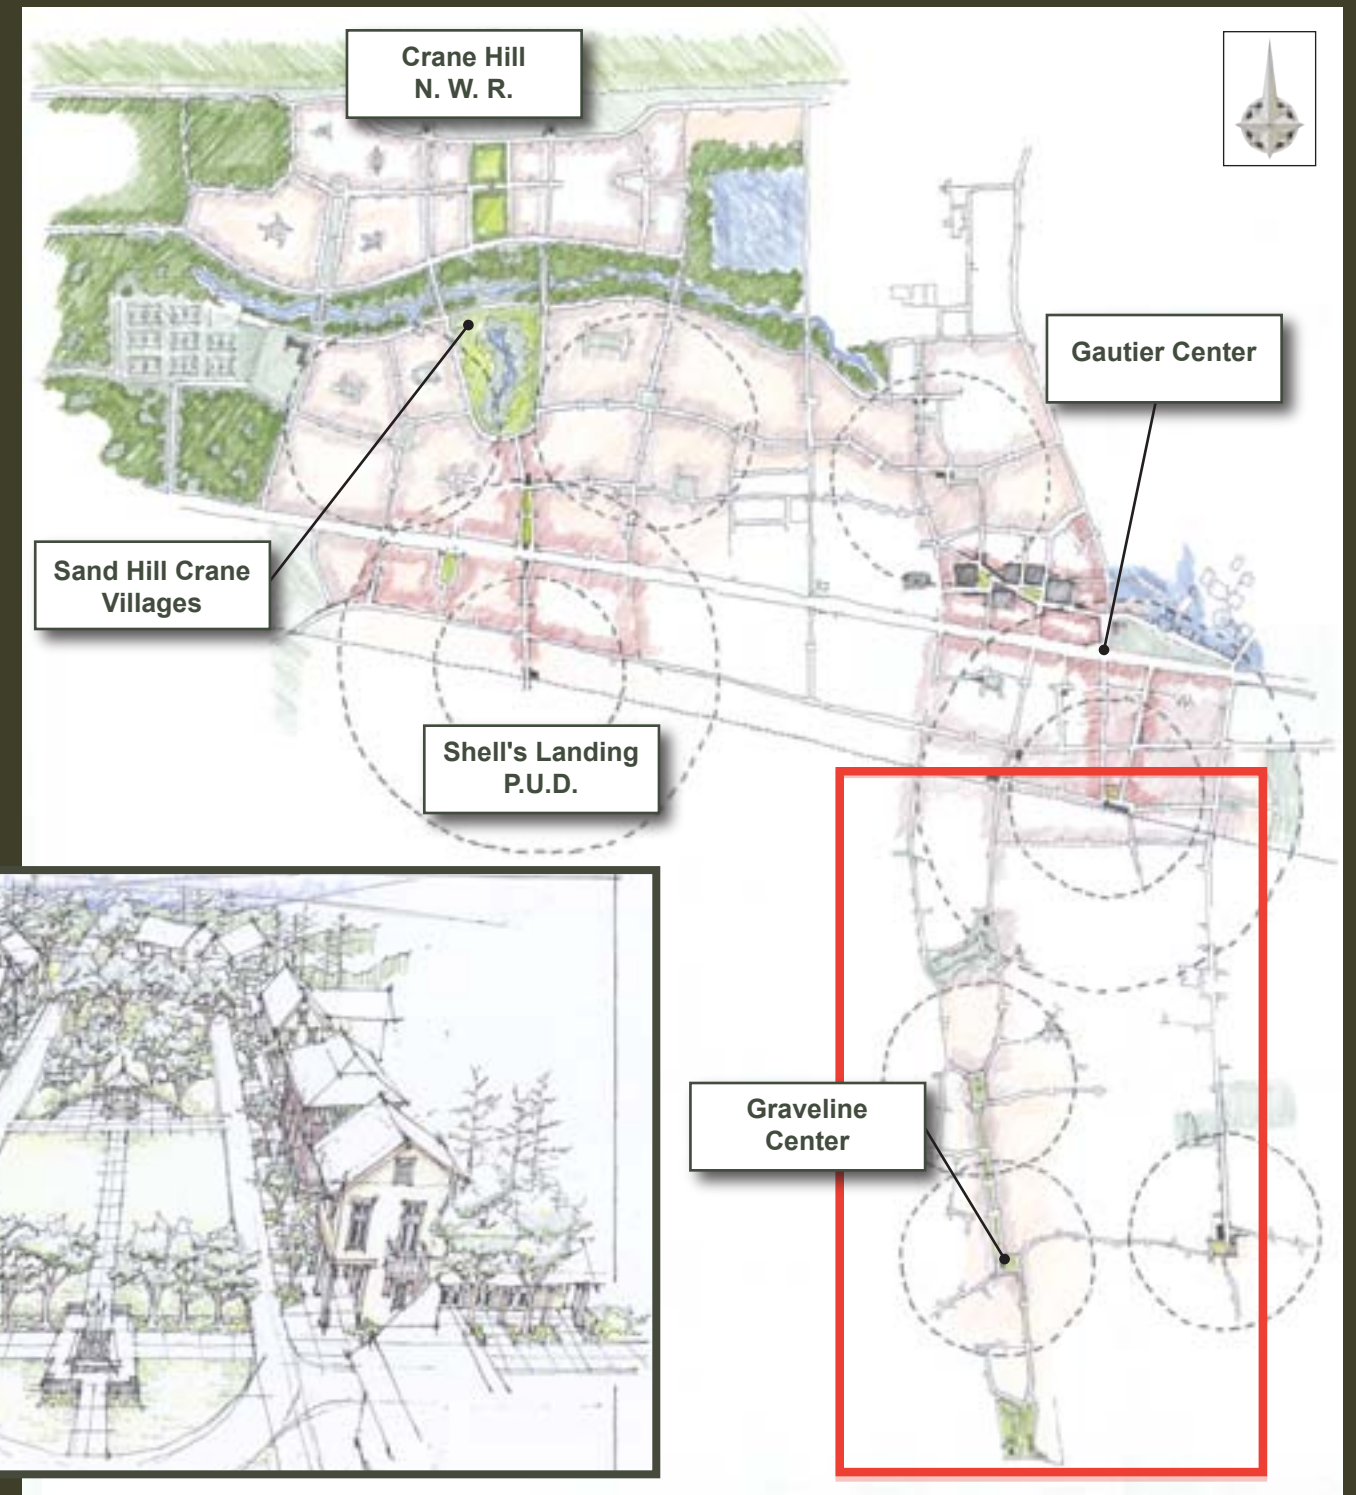 Crane Hill
N. W. R.
Gautier Center
Sand Hill Crane
Villages
Shell's Landing
P.U.D.
Graveline
Center